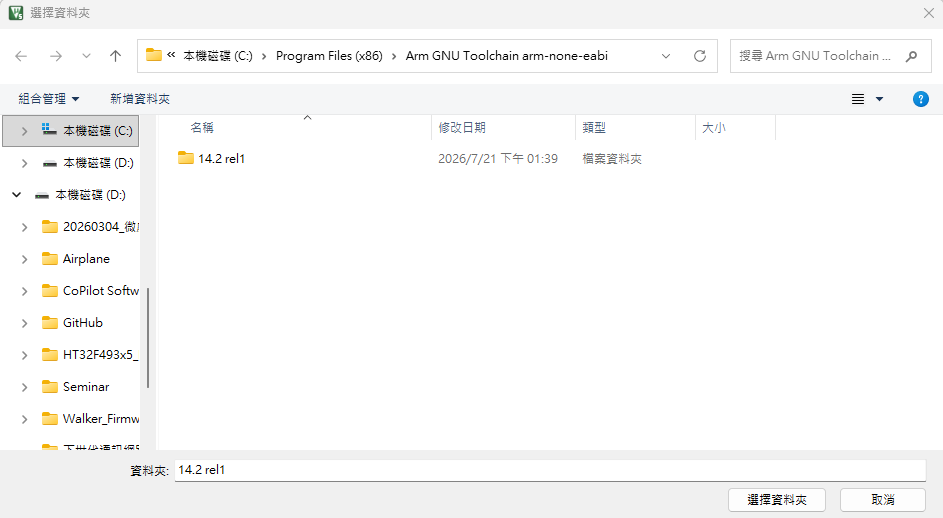 選擇資料夾
« 本機磁碟 (C:) › Program Files (x86) › Arm GNU Toolchain arm-none-eabi
搜尋 Arm GNU Toolchain ...
組合管理 新增資料夾
名稱 修改日期 類型 大小
本機磁碟 (C:)
本機磁碟 (D:)
本機磁碟 (D:)
20260304_微
Airplane
CoPilot Softw
GitHub
HT32F493x5_
Seminar
Walker_Firmw
14.2 rel1 2026/7/21 下午 01:39 檔案資料夾
資料夾: 14.2 rel1
選擇資料夾 取消